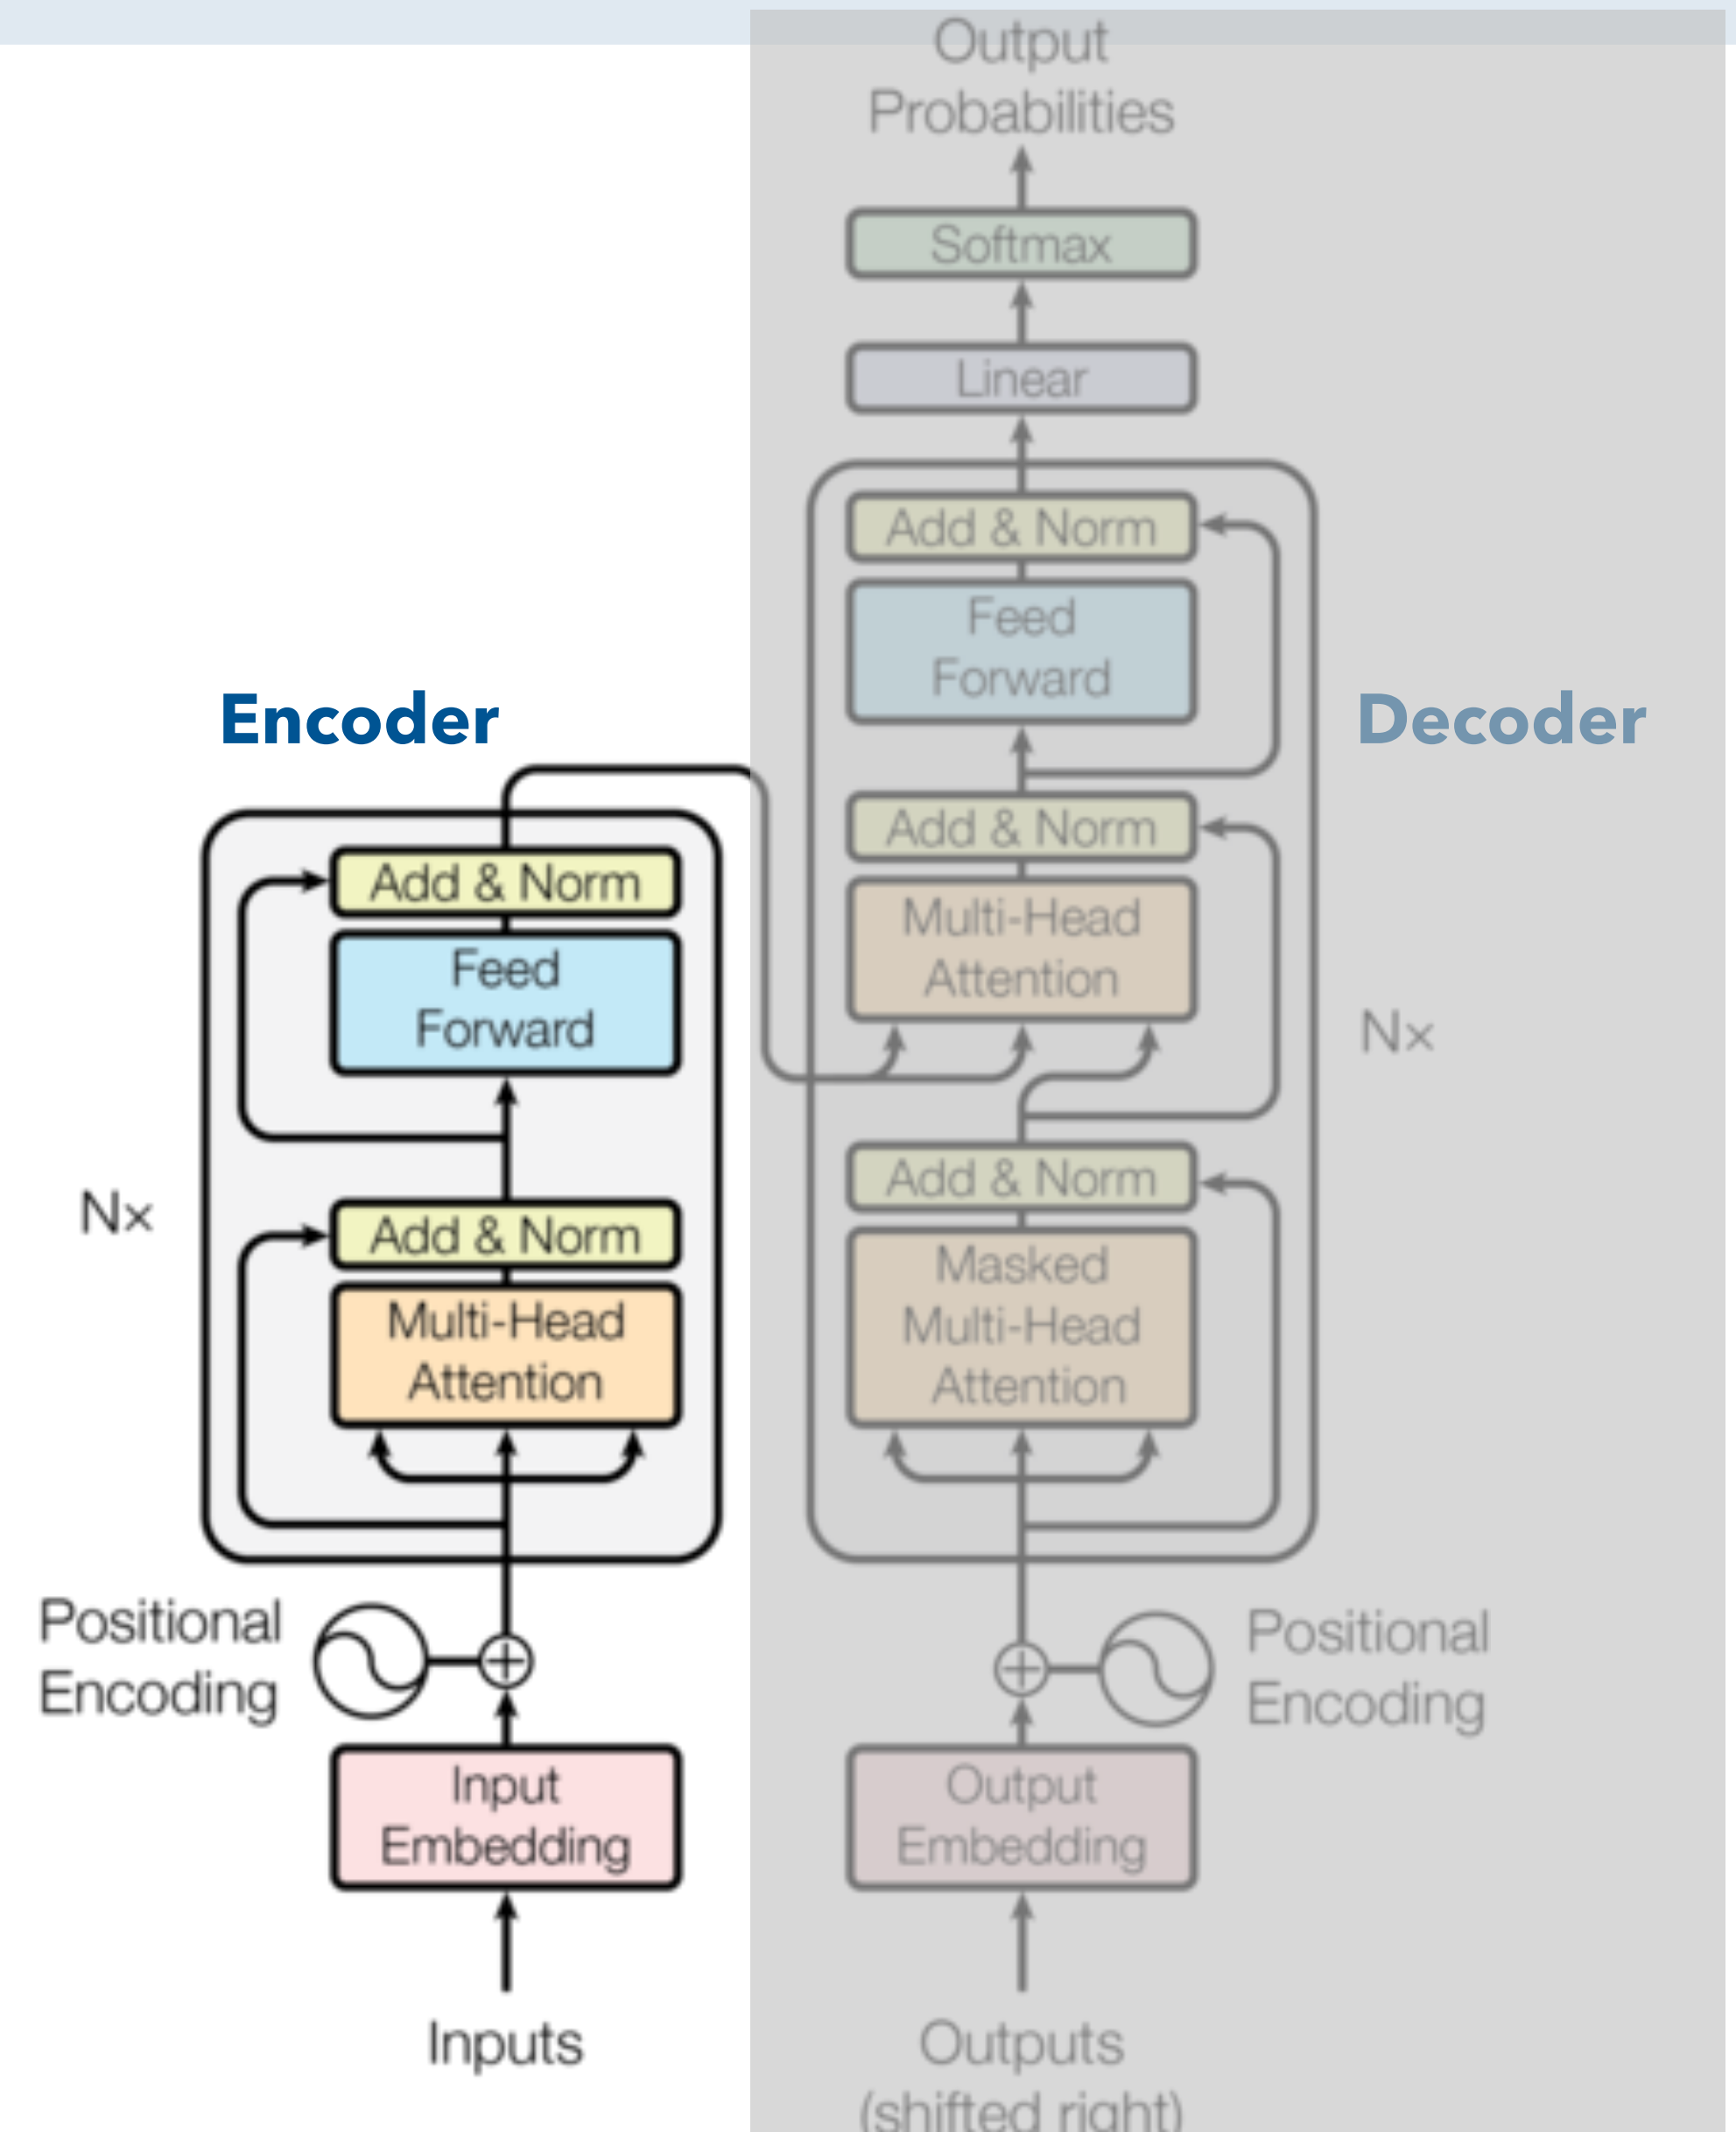 Output
Probabilities
Softmax
Linear
Add & Norm
Feed
Forward
Add & Norm
Multi-Head
Attention
Nx
Add & Norm
Masked
Multi-Head
Attention
Positional
Encoding
Output
Embedding
Outputs
(shifted right)
Decoder
Encoder
Add & Norm
Feed
Forward
Nx
Add & Norm
Multi-Head
Attention
Positional
Encoding
Input
Embedding
Inputs